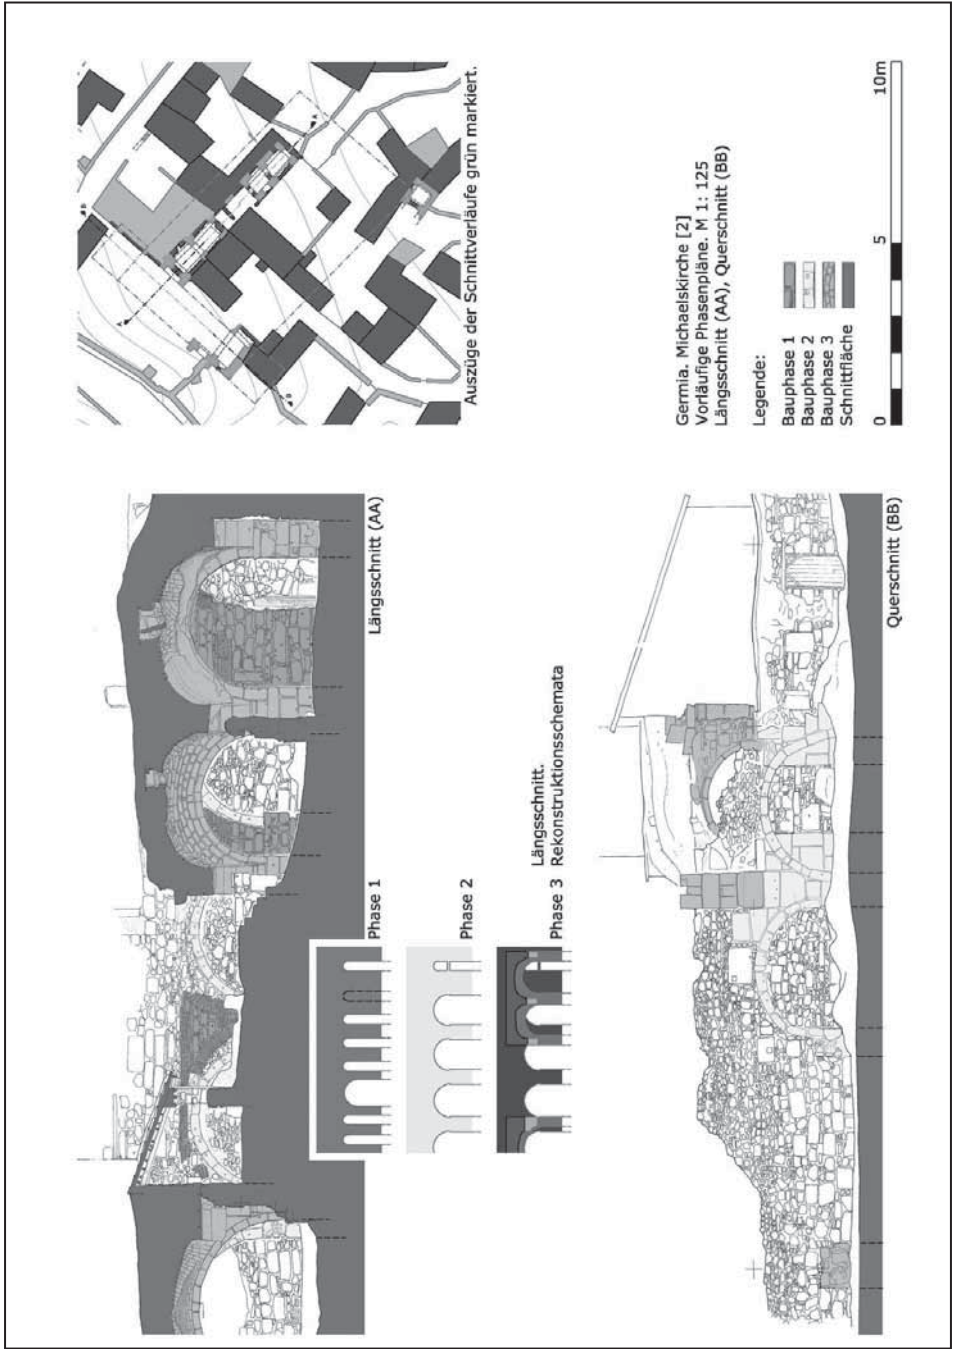 Längsschnitt (AA)
Auszüge der Schnittverläufe grün markiert.
Phase 1
Phase 2
Phase 3
Längsschnitt.
Rekonstruktionsschemata
Querschnitt (BB)
Germia. Michaelskirche [2]
Vorläufige Phasenpläne. M 1: 125
Längsschnitt (AA), Querschnitt (BB)
Legende:
Bauphase 1
Bauphase 2
Bauphase 3
Schnittfläche
0 5 10m